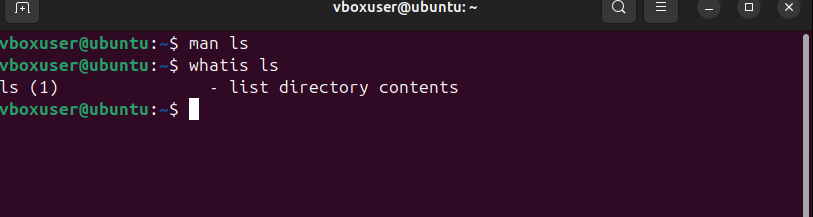 vboxuser@ubuntu: ~
vboxuser@ubuntu:~$ man ls
vboxuser@ubuntu:~$ whatis ls
ls (1)               - list directory contents
vboxuser@ubuntu:~$